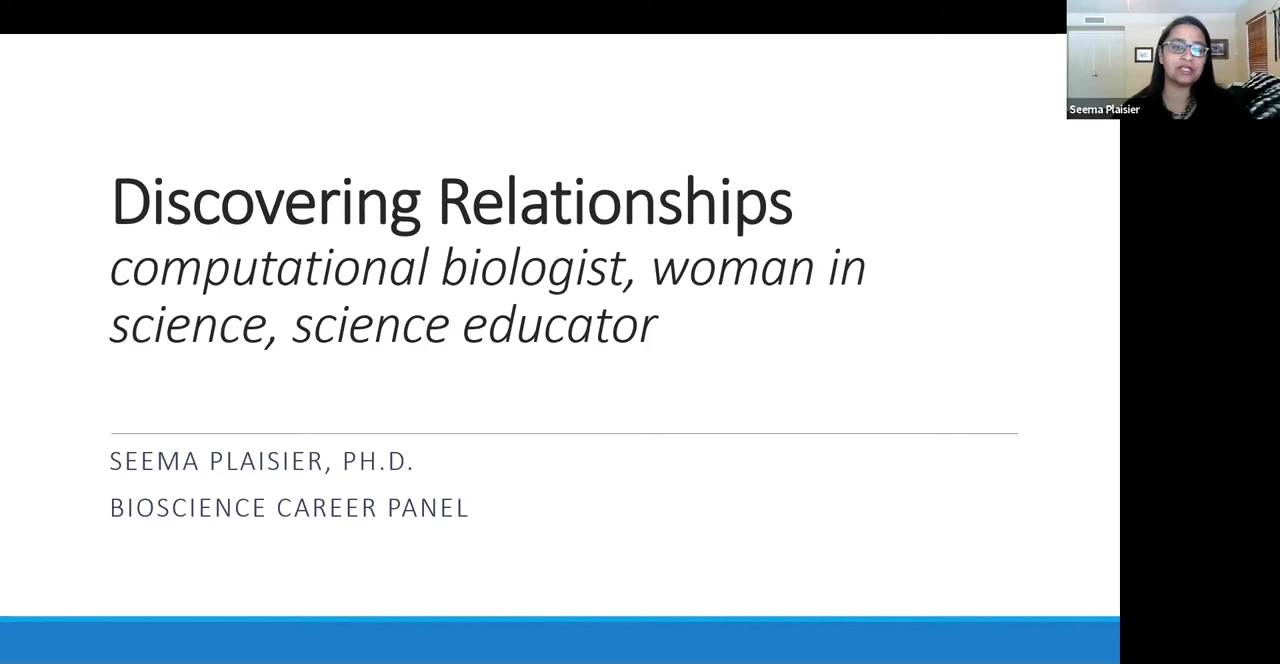 Seema Plaisier
Discovering Relationships
computational biologist, woman in
science, science educator
SEEMA PLAISIER, PH.D.
BIOSCIENCE CAREER PANEL